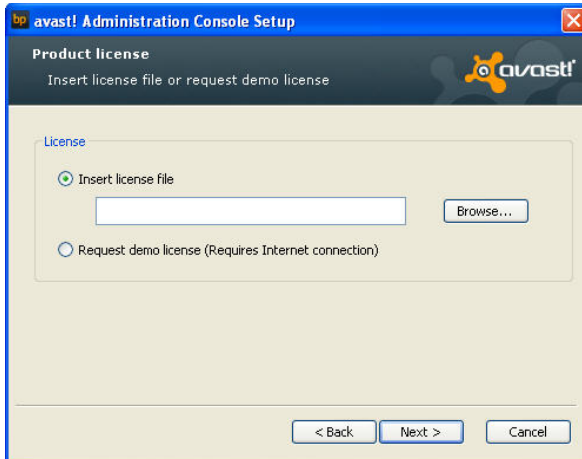 bp avast! Administration Console Setup
Product license
Insert license file or request demo license
avast!
License
Insert license file
Browse...
Request demo license (Requires Internet connection)
< Back Next > Cancel